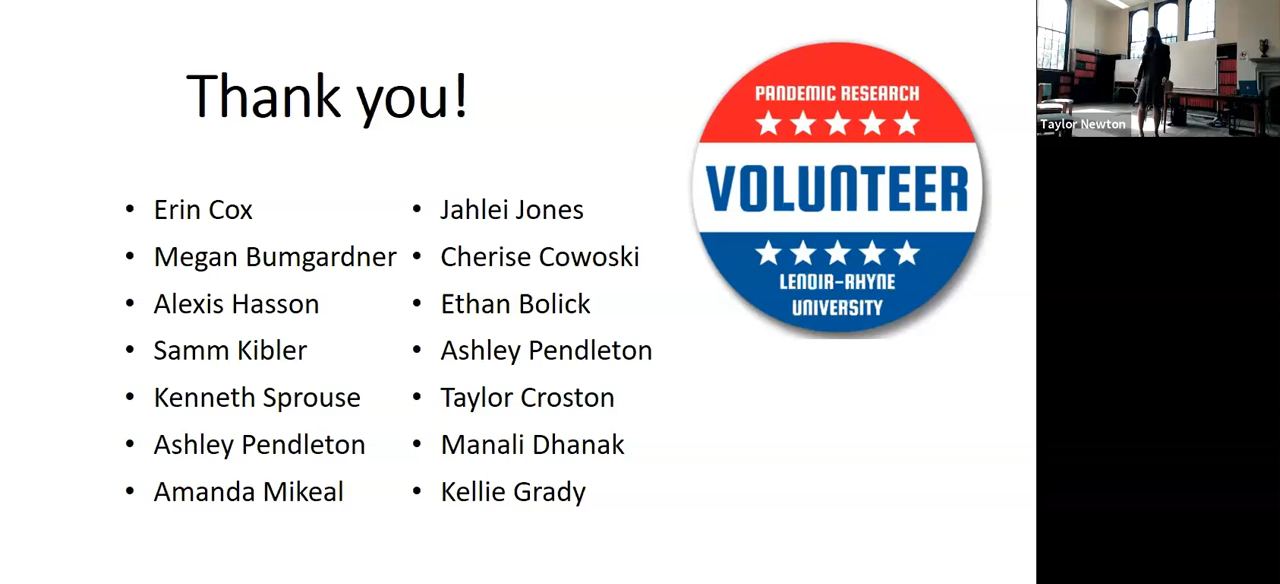 Thank you!
• Erin Cox
• Megan Bumgardner
• Alexis Hasson
• Samm Kibler
• Kenneth Sprouse
• Ashley Pendleton
• Amanda Mikeal
• Jahlei Jones
• Cherise Cowoski
• Ethan Bolick
• Ashley Pendleton
• Taylor Croston
• Manali Dhanak
• Kellie Grady
PANDEMIC RESEARCH
VOLUNTEER
LENOIR-RHYNE
UNIVERSITY
Taylor Newton